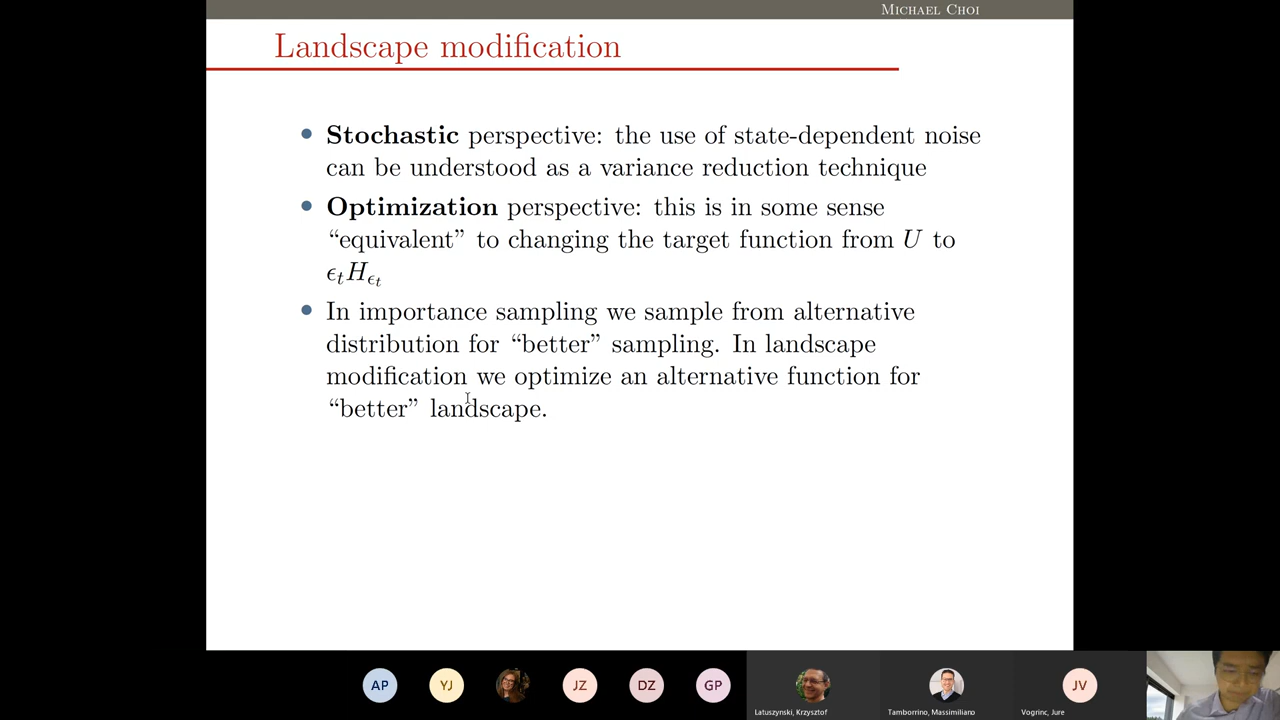 MICHAEL CHOI
Landscape modification
• Stochastic perspective: the use of state-dependent noise
can be understood as a variance reduction technique
• Optimization perspective: this is in some sense
“equivalent” to changing the target function from U to
ϵₜH_{ϵₜ}
• In importance sampling we sample from alternative
distribution for “better” sampling. In landscape
modification we optimize an alternative function for
“better” landscape.
AP
YJ
JZ
DZ
GP
JV
Latuszynski, Krzysztof
Tamborrino, Massimiliano
Vogrinc, Jure